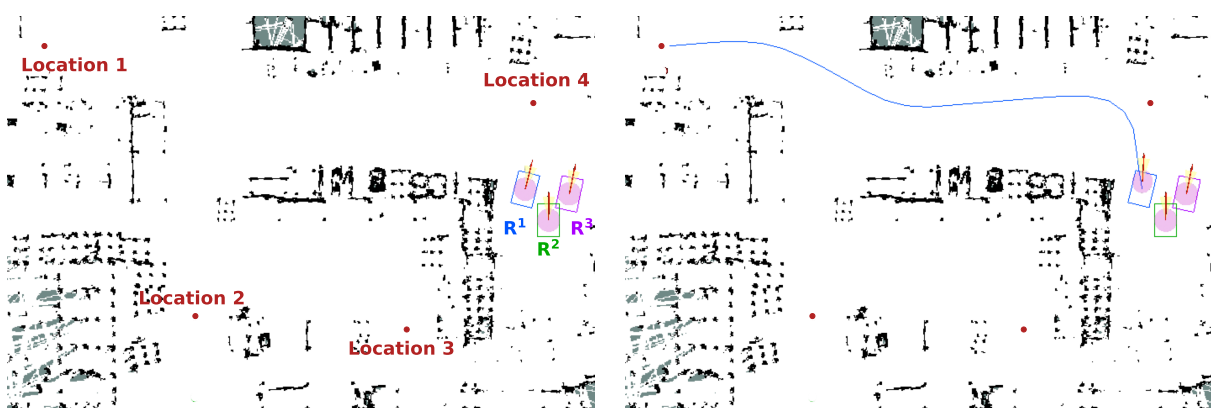 Location 1
Location 4
R¹
R³
R²
Location 2
Location 3